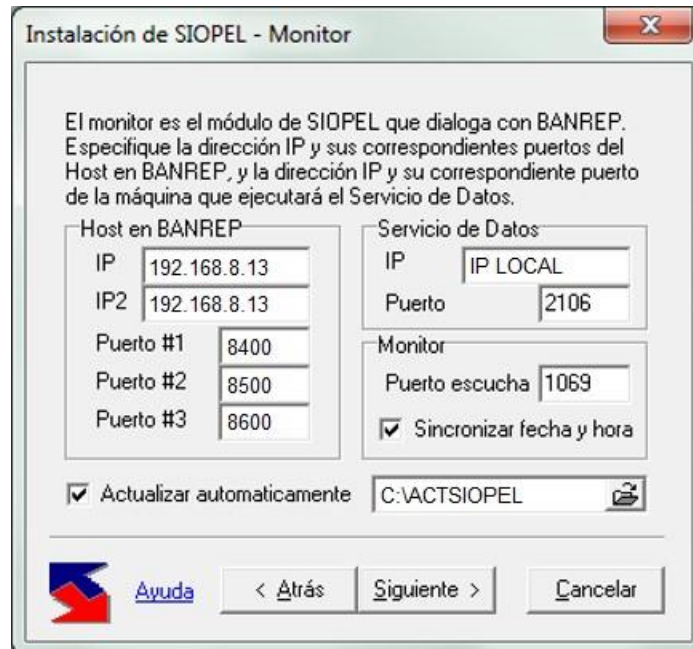 Instalación de SIOPEL - Monitor
El monitor es el módulo de SIOPEL que dialoga con BANREP.
Especifique la dirección IP y sus correspondientes puertos del
Host en BANREP, y la dirección IP y su correspondiente puerto
de la máquina que ejecutará el Servicio de Datos.
Host en BANREP
IP 192.168.8.13
IP2 192.168.8.13
Puerto #1 8400
Puerto #2 8500
Puerto #3 8600
Servicio de Datos
IP IP LOCAL
Puerto 2106
Monitor
Puerto escucha 1069
Sincronizar fecha y hora
Actualizar automaticamente C:\ACTSIOPEL
Ayuda < Atrás Siguiente > Cancelar